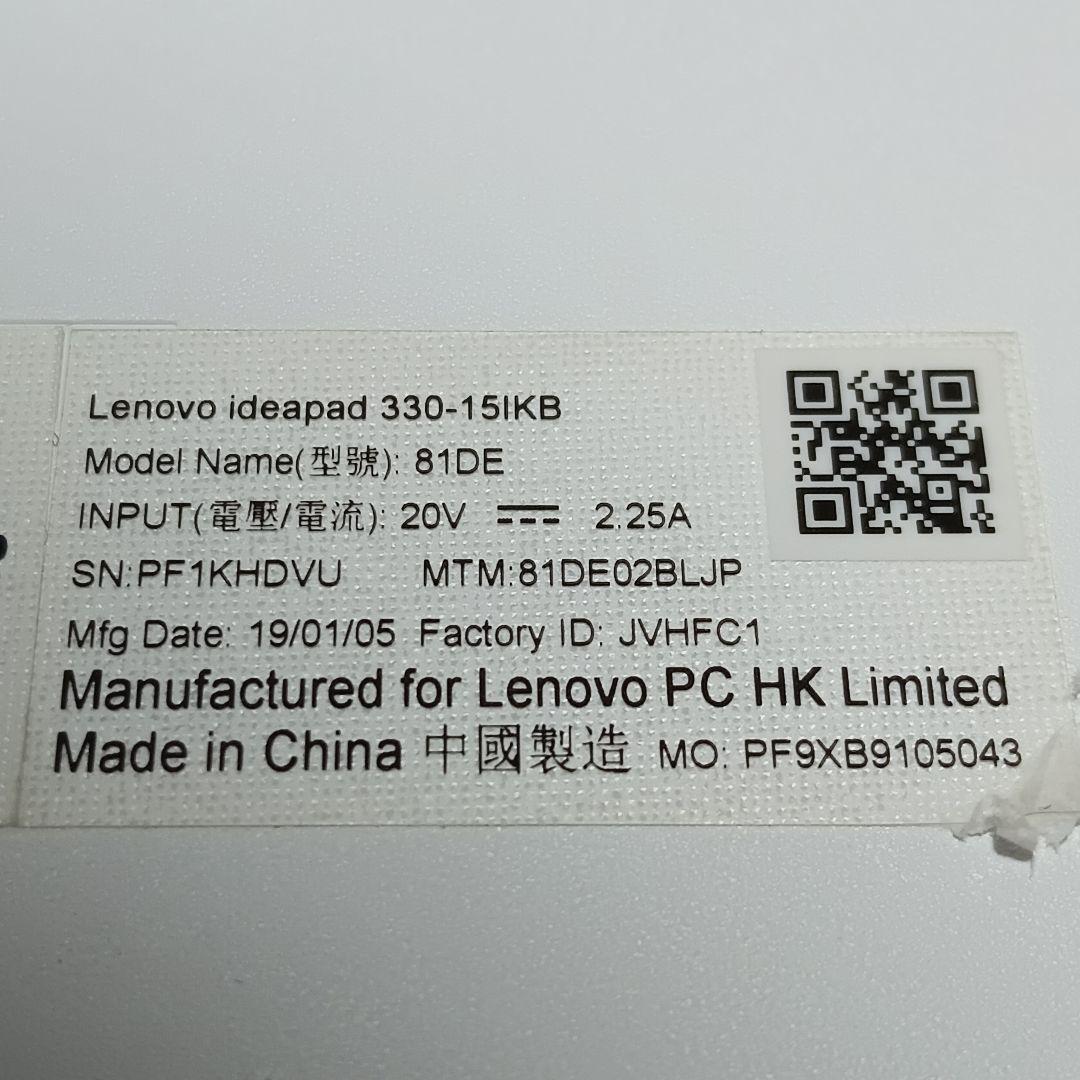 Lenovo ideapad 330-15IKB
Model Name(型號): 81DE
INPUT(電壓/電流): 20V ⎓ 2.25A
SN:PF1KHDVU MTM:81DE02BLJP
Mfg Date: 19/01/05 Factory ID: JVHFC1
Manufactured for Lenovo PC HK Limited
Made in China 中國製造 MO: PF9XB9105043